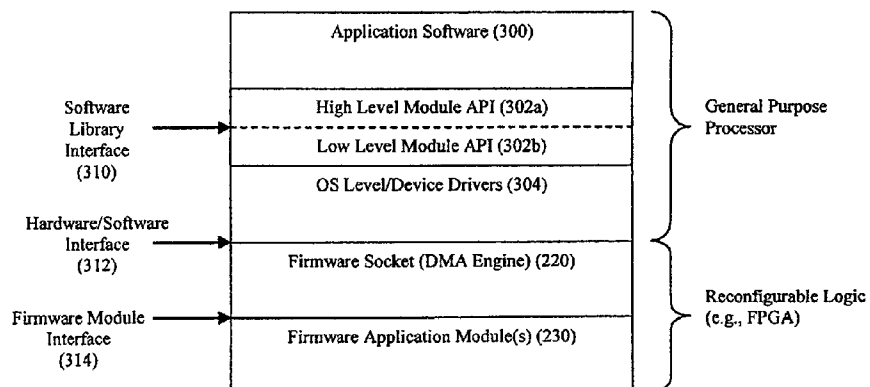 Application Software (300)
High Level Module API (302a)
Software
Library
Interface
(310)
General Purpose
Processor
Low Level Module API (302b)
OS Level/Device Drivers (304)
Hardware/Software
Interface
(312)
Firmware Socket (DMA Engine) (220)
Reconfigurable Logic
(e.g., FPGA)
Firmware Module
Interface
(314)
Firmware Application Module(s) (230)